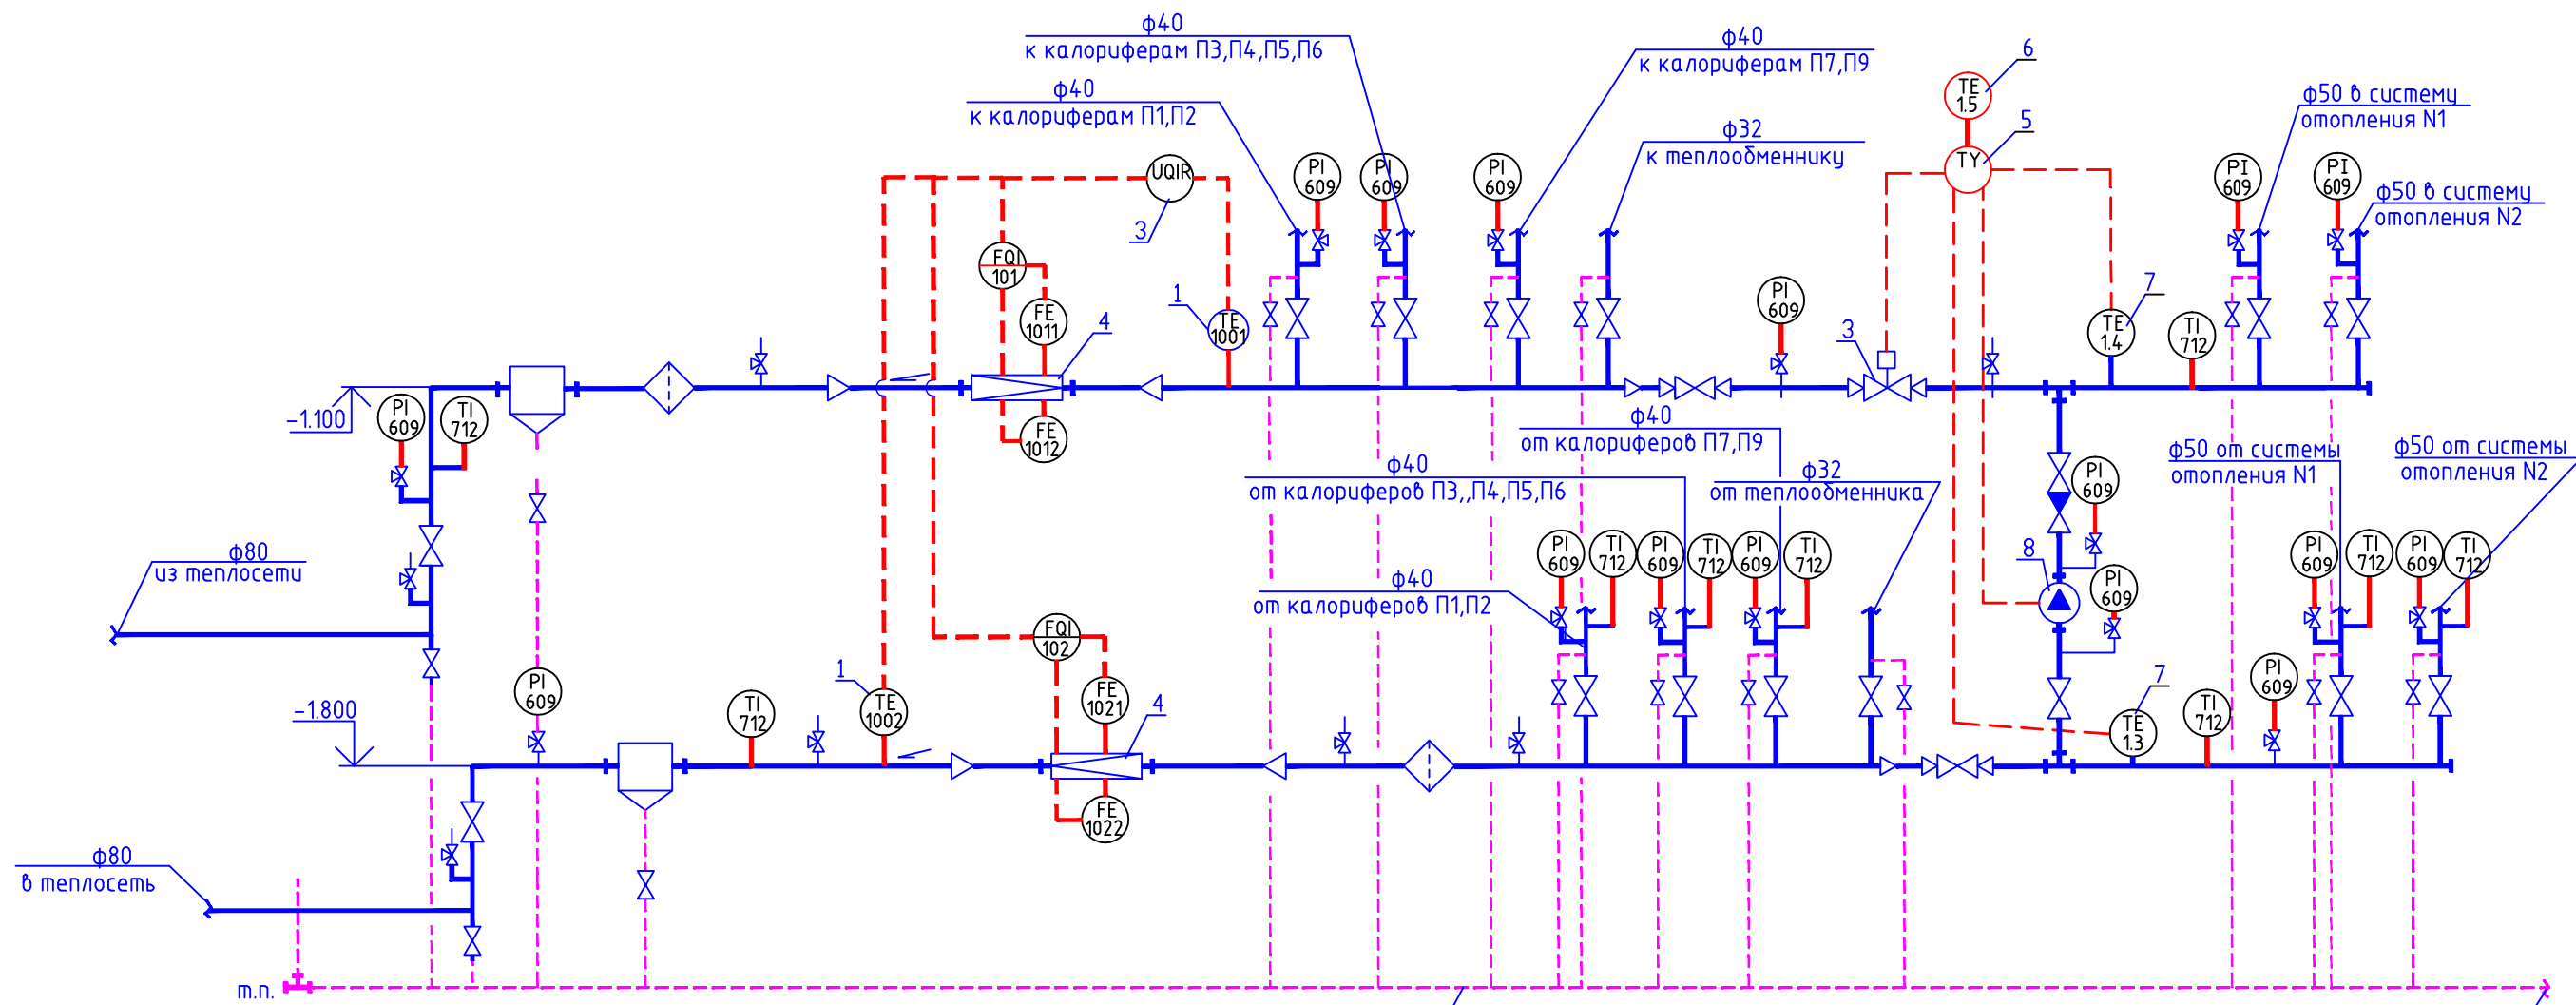 ф40
к калориферам П3,П4,П5,П6
ф40
к калориферам П7,П9
6
TE
1.5
ф40
к калориферам П1,П2
ф50 в систему
отопления N1
5
TY
ф32
к теплообменнику
UQIR
3
PI
609
PI
609
PI
609
PI
609
PI
609
ф50 в систему
отопления N2
FQI
101
FE
1011
4
1
TE
1001
PI
609
3
7
TE
1.4
TI
712
-1.100
PI
609
TI
712
FE
1012
ф40
от калориферов П7,П9
ф40
от калориферов П3,,П4,П5,П6
ф32
от теплообменника
PI
609
ф50 от системы
отопления N1
ф50 от системы
отопления N2
ф80
из теплосети
ф40
от калориферов П1,П2
PI
609
TI
712
PI
609
TI
712
PI
609
TI
712
8
PI
609
PI
609
TI
712
PI
609
TI
712
FQI
102
PI
609
-1.800
TI
712
1
TE
1002
FE
1021
4
7
TE
1.3
TI
712
PI
609
FE
1022
ф80
в теплосеть
т.п.